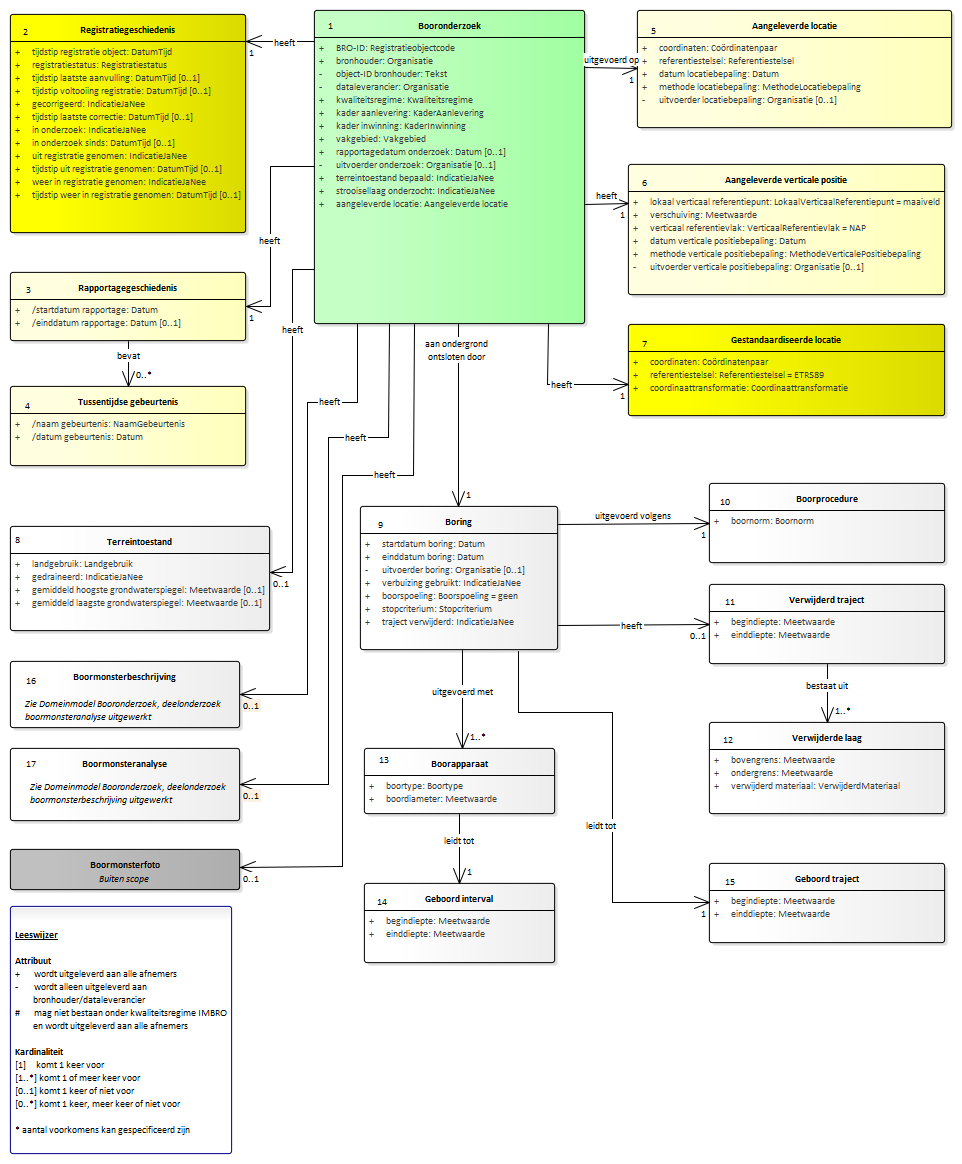 2 Registratiegeschiedenis
+ tijdstip registratie object: DatumTijd
+ registratiestatus: Registratiestatus
+ tijdstip laatste aanvulling: DatumTijd [0..1]
+ tijdstip voltooiing registratie: DatumTijd [0..1]
+ gecorrigeerd: IndicatieJaNee
+ tijdstip laatste correctie: DatumTijd [0..1]
+ in onderzoek: IndicatieJaNee
+ in onderzoek sinds: DatumTijd [0..1]
+ uit registratie genomen: IndicatieJaNee
+ tijdstip uit registratie genomen: DatumTijd [0..1]
+ weer in registratie genomen: IndicatieJaNee
+ tijdstip weer in registratie genomen: DatumTijd [0..1]
heeft
1
1 Booronderzoek
+ BRO-ID: Registratieobjectcode
+ bronhouder: Organisatie
- object-ID bronhouder: Tekst
- dataleverancier: Organisatie
+ kwaliteitsregime: Kwaliteitsregime
+ kader aanlevering: KaderAanlevering
+ kader inwinning: KaderInwinning
+ vakgebied: Vakgebied
+ rapportagedatum onderzoek: Datum [0..1]
- uitvoerder onderzoek: Organisatie [0..1]
+ terreintoestand bepaald: IndicatieJaNee
+ strooisellaag onderzocht: IndicatieJaNee
+ aangeleverde locatie: Aangeleverde locatie
uitgevoerd op
1
5 Aangeleverde locatie
+ coordinaten: Coördinatenpaar
+ referentiestelsel: Referentiestelsel
+ datum locatiebepaling: Datum
+ methode locatiebepaling: MethodeLocatiebepaling
- uitvoerder locatiebepaling: Organisatie [0..1]
heeft
1
6 Aangeleverde verticale positie
+ lokaal verticaal referentiepunt: LokaalVerticaalReferentiepunt = maaiveld
+ verschuiving: Meetwaarde
+ verticaal referentievlak: VerticaalReferentievlak = NAP
+ datum verticale positiebepaling: Datum
+ methode verticale positiebepaling: MethodeVerticalePositiebepaling
- uitvoerder verticale positiebepaling: Organisatie [0..1]
heeft
1
7 Gestandaardiseerde locatie
+ coordinaten: Coördinatenpaar
+ referentiestelsel: Referentiestelsel = ETRS89
+ coordinaattransformatie: Coordinaattransformatie
heeft
1
3 Rapportagegeschiedenis
+ /startdatum rapportage: Datum
+ /einddatum rapportage: Datum [0..1]
bevat
0..*
4 Tussentijdse gebeurtenis
+ /naam gebeurtenis: NaamGebeurtenis
+ /datum gebeurtenis: Datum
heeft
0..1
8 Terreintoestand
+ landgebruik: Landgebruik
+ gedraineerd: IndicatieJaNee
+ gemiddeld hoogste grondwaterspiegel: Meetwaarde [0..1]
+ gemiddeld laagste grondwaterspiegel: Meetwaarde [0..1]
heeft
0..1
16 Boormonsterbeschrijving
Zie Domeinmodel Booronderzoek, deelonderzoek
boormonsteranalyse uitgewerkt
heeft
0..1
17 Boormonsteranalyse
Zie Domeinmodel Booronderzoek, deelonderzoek
boormonsterbeschrijving uitgewerkt
heeft
0..1
Boormonsterfoto
Buiten scope
aan ondergrond
ontsloten door
1
9 Boring
+ startdatum boring: Datum
+ einddatum boring: Datum
- uitvoerder boring: Organisatie [0..1]
+ verbuizing gebruikt: IndicatieJaNee
+ boorspoeling: Boorspoeling = geen
+ stopcriterium: Stopcriterium
+ traject verwijderd: IndicatieJaNee
uitgevoerd volgens
1
10 Boorprocedure
+ boornorm: Boornorm
heeft
0..1
11 Verwijderd traject
+ begindiepte: Meetwaarde
+ einddiepte: Meetwaarde
bestaat uit
1..*
12 Verwijderde laag
+ bovengrens: Meetwaarde
+ ondergrens: Meetwaarde
+ verwijderd materiaal: VerwijderdMateriaal
uitgevoerd met
1..*
13 Boorapparaat
+ boortype: Boortype
+ boordiameter: Meetwaarde
leidt tot
1
14 Geboord interval
+ begindiepte: Meetwaarde
+ einddiepte: Meetwaarde
leidt tot
1
15 Geboord traject
+ begindiepte: Meetwaarde
+ einddiepte: Meetwaarde
Leeswijzer
Attribuut
+ wordt uitgeleverd aan alle afnemers
- wordt alleen uitgeleverd aan
bronhouder/dataleverancier
# mag niet bestaan onder kwaliteitsregime IMBRO
en wordt uitgeleverd aan alle afnemers
Kardinaliteit
[1] komt 1 keer voor
[1..*] komt 1 of meer keer voor
[0..1] komt 1 keer of niet voor
[0..*] komt 1 keer, meer keer of niet voor
* aantal voorkomens kan gespecificeerd zijn